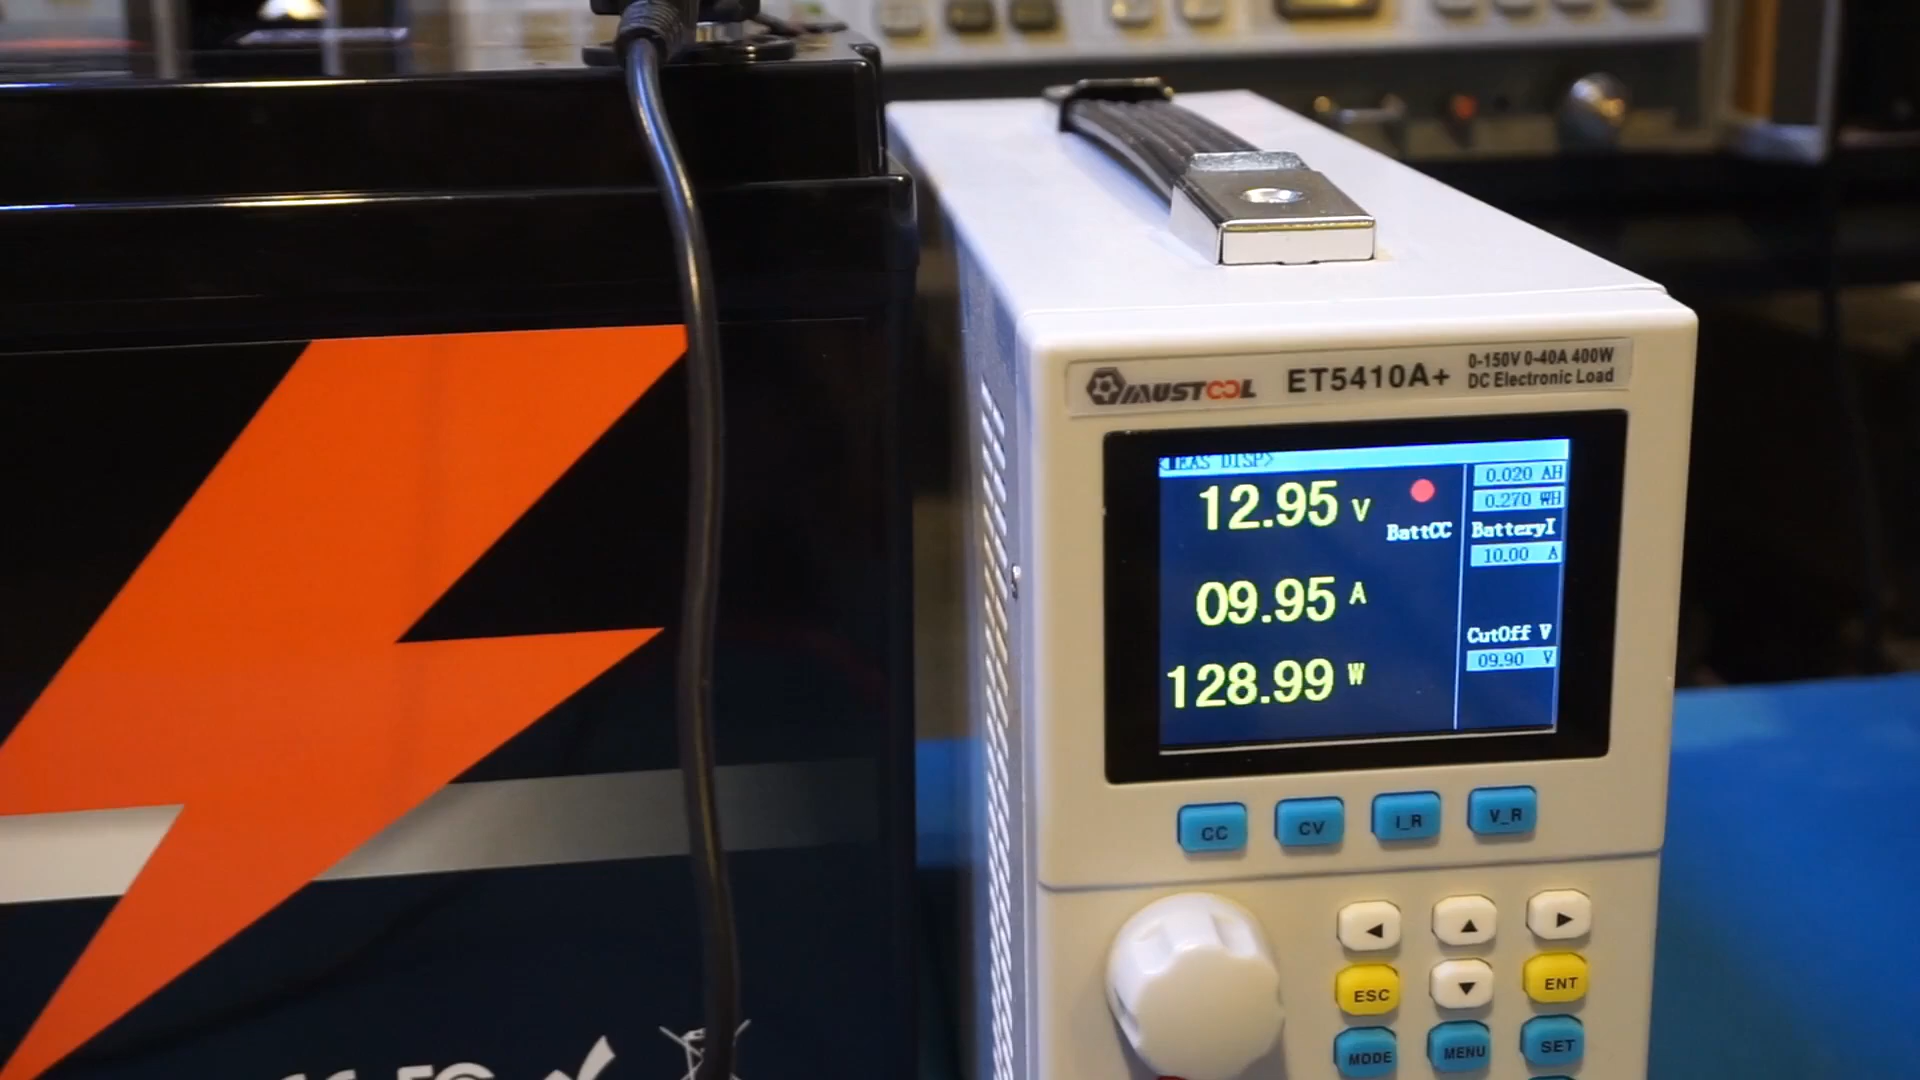 MUSTOOL ET5410A+ 0-150V 0-40A 400W
DC Electronic Load
EAS DISP>
12.95 V
BattCC
09.95 A
128.99 W
0.020 AH
0.270 WH
BatteryI
10.00 A
CutOff V
09.90 V
CC CV I_R V_R
◀ ▲ ▶
ESC ▼ ENT
MODE MENU SET